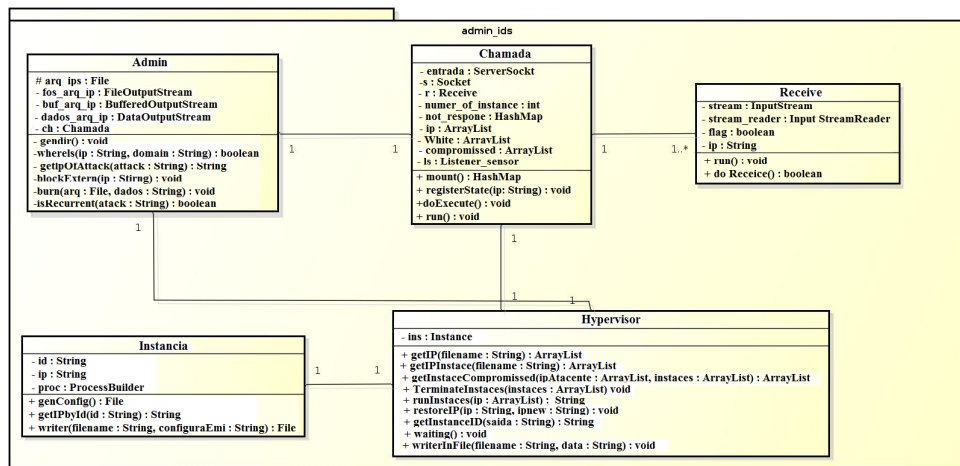 admin_ids
Admin
# arq_ips : File
- fos_arq_ip : FileOutputStream
- buf_arq_ip : BufferedOutputStream
- dados_arq_ip : DataOutputStream
- ch : Chamada
- gendir() : void
-whereIs(ip : String, domain : String) : boolean
- getIpOfAttack(attack : String) : String
-blockExtern(ip : Stirng) : void
-burn(arq : File, dados : String) : void
-isRecurrent(atack : String) : boolean
1
1
Chamada
- entrada : ServerSockt
-s : Socket
- r : Receive
- numer_of_instance : int
- not_respone : HashMap
- ip : ArrayList
- White : ArrayList
- compromissed : ArrayList
- ls : Listener_sensor
+ mount() : HashMap
+ registerState(ip: String) : void
+doExecute() : void
+ run() : void
1
1..*
Receive
- stream : InputStream
- stream_reader : Input StreamReader
- flag : boolean
- ip : String
+ run() : void
+ do Receice() : boolean
1
1
1
1
Hypervisor
- ins : Instance
+ getIP(filename : String) : ArrayList
+ getIPInstace(filename : String) : ArrayList
+ getInstaceCompromissed(ipAtacente : ArrayList, instaces : ArrayList) : ArrayList
+ TerminateInstaces(instaces : ArrayList) void
+ runInstaces(ip : ArrayList) : String
+ restoreIP(ip : String, ipnew : String) : void
+ getInstanceID(saida : String) : String
+ waiting() : void
+ writerInFile(filename : String, data : String) : void
1
1
Instancia
- id : String
- ip : String
- proc : ProcessBuilder
+ genConfig() : File
+ getIPbyId(id : String) : String
+ writer(filename : String, configuraEmi : String) : File